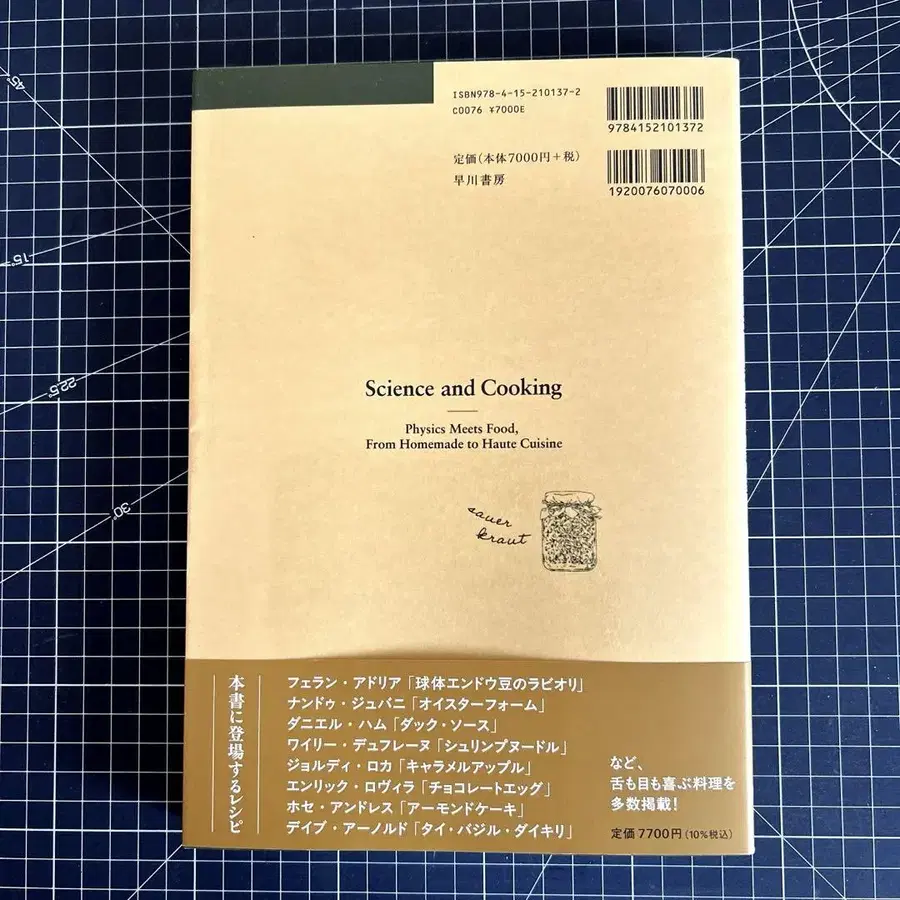 ISBN978-4-15-210137-2
C0076 ¥7000E
9784152101372
定価(本体7000円+税)
早川書房
1920076070006
Science and Cooking
Physics Meets Food,
From Homemade to Haute Cuisine
sauer
kraut
本書に登場するレシピ
フェラン・アドリア「球体エンドウ豆のラビオリ」
ナンドゥ・ジュバニ「オイスターフォーム」
ダニエル・ハム「ダック・ソース」
ワイリー・デュフレーヌ「シュリンプヌードル」
ジョルディ・ロカ「キャラメルアップル」
エンリック・ロヴィラ「チョコレートエッグ」
ホセ・アンドレス「アーモンドケーキ」
デイブ・アーノルド「タイ・バジル・ダイキリ」
など、
舌も目も喜ぶ料理を
多数掲載!
定価7700円(10%税込)
45°
15°
22.5°
30°